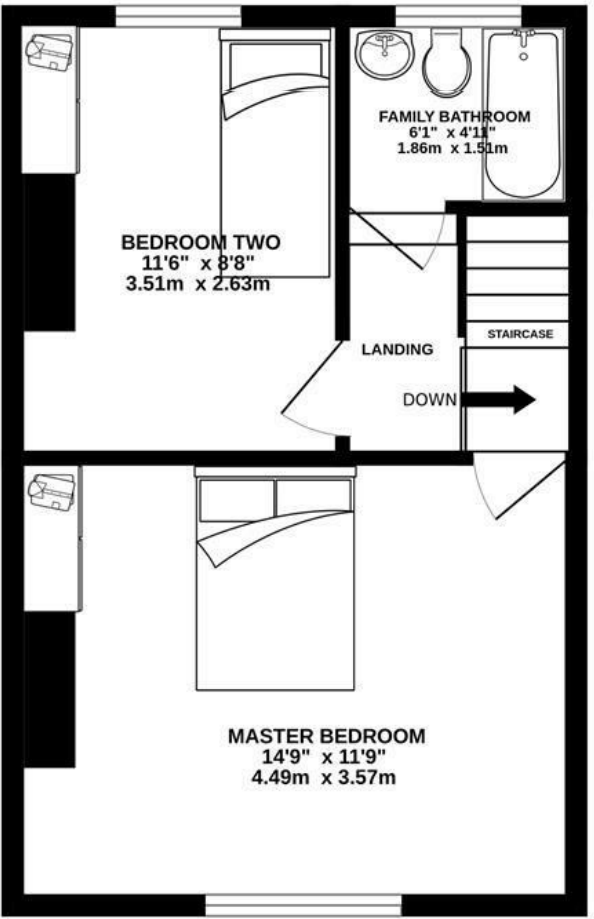 FAMILY BATHROOM
6'1" x 4'11"
1.86m x 1.51m
BEDROOM TWO
11'6" x 8'8"
3.51m x 2.63m
STAIRCASE
LANDING
DOWN
MASTER BEDROOM
14'9" x 11'9"
4.49m x 3.57m